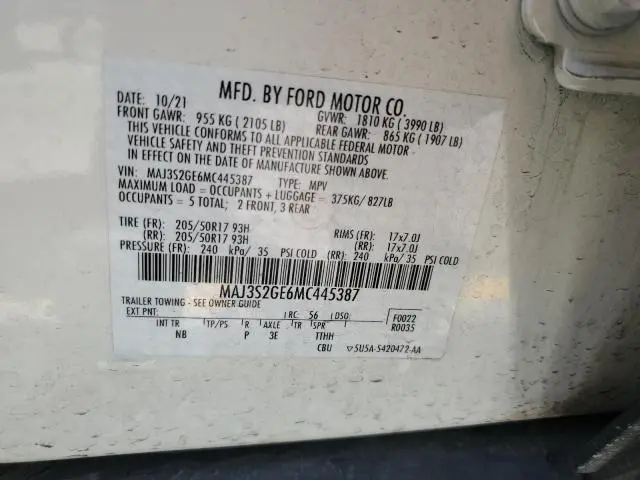 MFD. BY FORD MOTOR CO.
DATE: 10/21 GVWR: 1810 KG ( 3990 LB)
FRONT GAWR: 955 KG ( 2105 LB) REAR GAWR: 865 KG ( 1907 LB)
THIS VEHICLE CONFORMS TO ALL APPLICABLE FEDERAL MOTOR
VEHICLE SAFETY AND THEFT PREVENTION STANDARDS
IN EFFECT ON THE DATE OF MANUFACTURE SHOWN ABOVE.
VIN: MAJ3S2GE6MC445387 TYPE: MPV
MAXIMUM LOAD = OCCUPANTS + LUGGAGE = 375KG/ 827LB
OCCUPANTS = 5 TOTAL; 2 FRONT, 3 REAR
TIRE (FR): 205/50R17 93H RIMS (FR): 17x7.0J
(RR): 205/50R17 93H (RR): 17x7.0J
PRESSURE (FR): 240 kPa/ 35 PSI COLD (RR): 240 kPa/ 35 PSI COLD
MAJ3S2GE6MC445387
TRAILER TOWING - SEE OWNER GUIDE
EXT PNT: RC: 56 DSO: F0022
R0035
INT TR TP/PS R AXLE TR SPR
NB P 3E TTHH
CBU ▽5U5A-5420472-AA